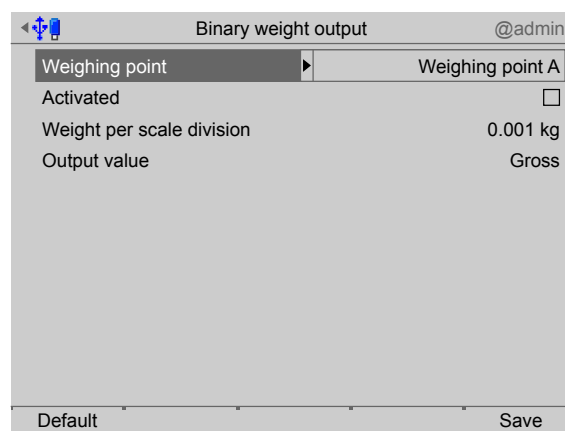 Binary weight output @admin
Weighing point Weighing point A
Activated
Weight per scale division 0.001 kg
Output value Gross
Default Save